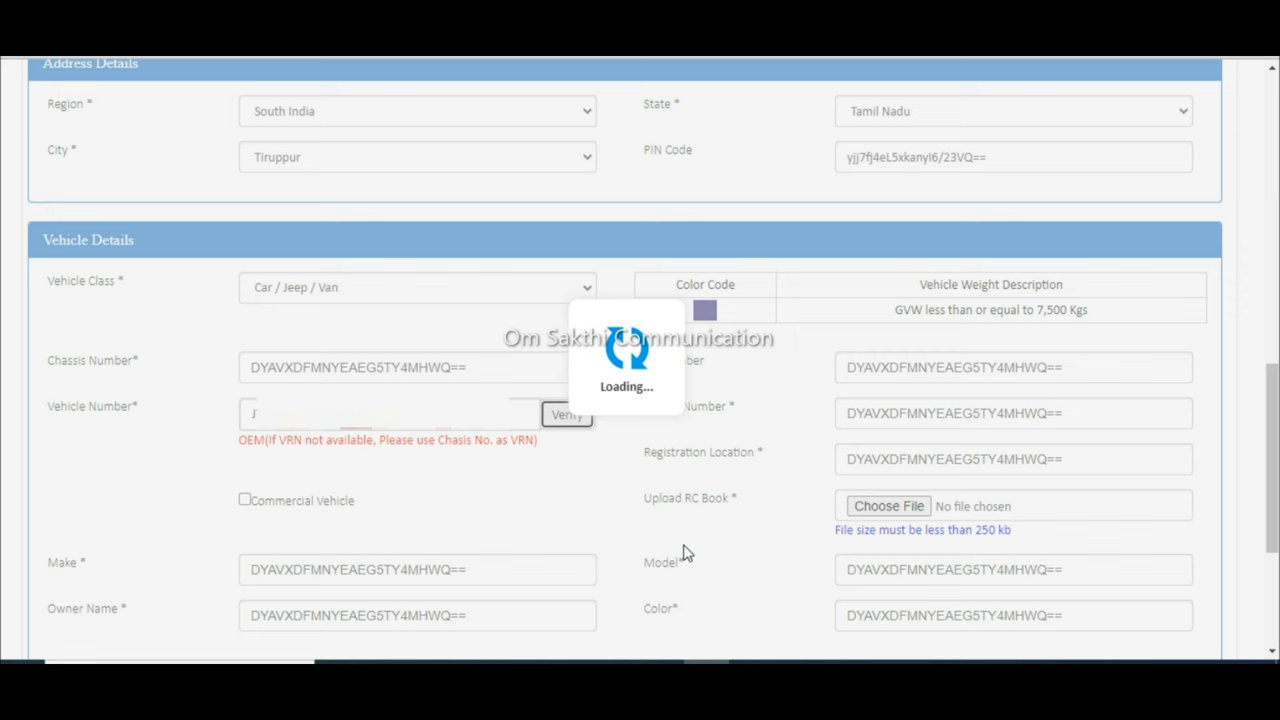 Address Details
Region * South India State * Tamil Nadu
City * Tiruppur PIN Code yjj7fj4eL5xkanyI6/23VQ==
Vehicle Details
Vehicle Class * Car / Jeep / Van Color Code Vehicle Weight Description
GVW less than or equal to 7,500 Kgs
Om Sakthi Communication
Chassis Number* DYAVXDFMNYEAEG5TY4MHWQ== DYAVXDFMNYEAEG5TY4MHWQ==
Loading...
Vehicle Number* Verify Number * DYAVXDFMNYEAEG5TY4MHWQ==
OEM(If VRN not available, Please use Chasis No. as VRN)
Registration Location * DYAVXDFMNYEAEG5TY4MHWQ==
Commercial Vehicle Upload RC Book * Choose File No file chosen
File size must be less than 250 kb
Make * DYAVXDFMNYEAEG5TY4MHWQ== Model* DYAVXDFMNYEAEG5TY4MHWQ==
Owner Name * DYAVXDFMNYEAEG5TY4MHWQ== Color* DYAVXDFMNYEAEG5TY4MHWQ==